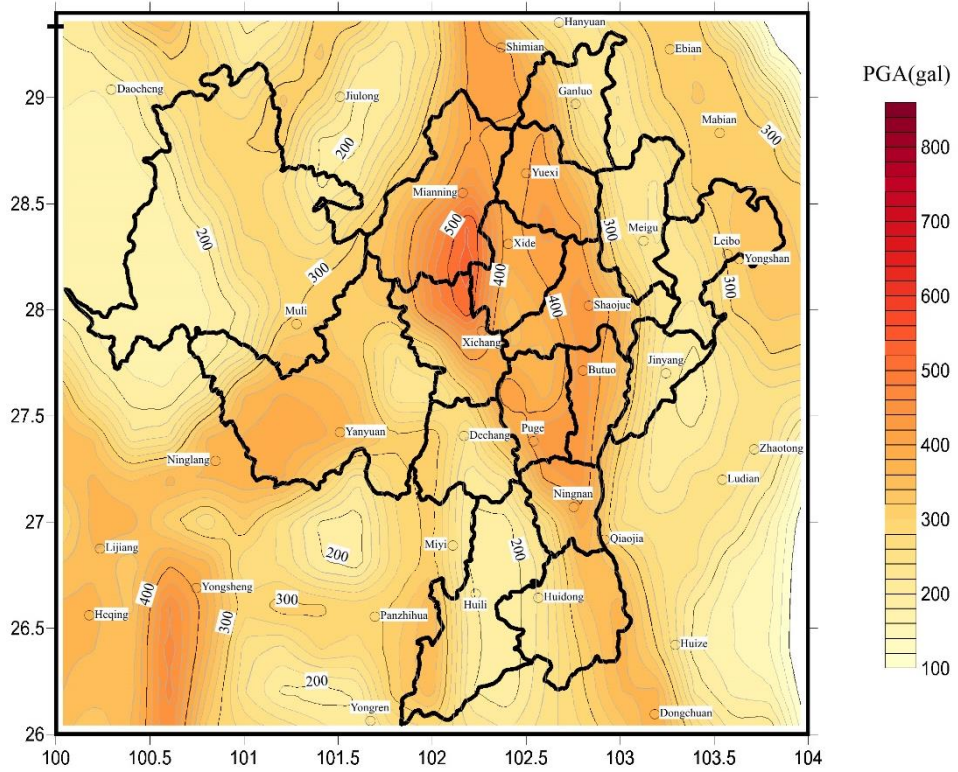 Hanyuan
Shimian
Ebian
PGA(gal)
29
Daocheng
Jiulong
Ganluo
Mabian
300
800
200
Yuexi
700
28.5
Mianning
500
300
Meigu
200
Xide
Leibo
Yongshan
600
300
400
300
28
Muli
400
Shaojue
Xichang
500
Butuo
Jinyang
27.5
Yanyuan
Dechang
Puge
400
Ninglang
Zhaotong
Ludian
Ningnan
300
27
Lijiang
200
Miyi
200
Qiaojia
400
Yongsheng
200
300
300
Panzhihua
Huili
Huidong
26.5
Heqing
Huize
100
200
Yongren
Dongchuan
26
100
100.5
101
101.5
102
102.5
103
103.5
104